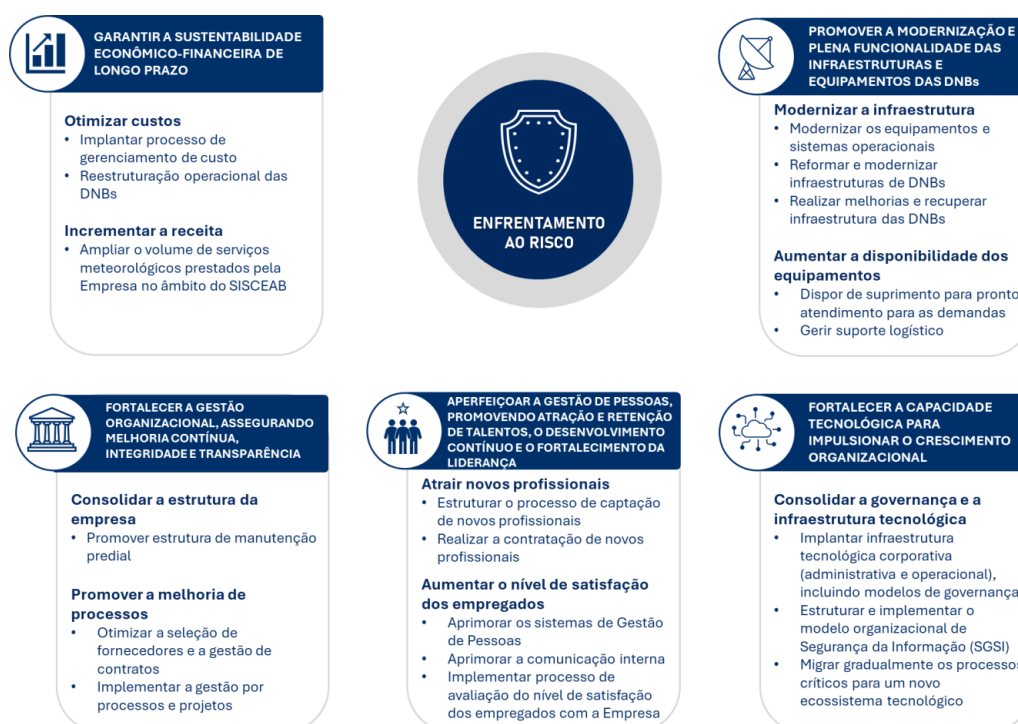 GARANTIR A SUSTENTABILIDADE
ECONÔMICO-FINANCEIRA DE
LONGO PRAZO
Otimizar custos
• Implantar processo de
gerenciamento de custo
• Reestruturação operacional das
DNBs
Incrementar a receita
• Ampliar o volume de serviços
meteorológicos prestados pela
Empresa no âmbito do SISCEAB
ENFRENTAMENTO
AO RISCO
PROMOVER A MODERNIZAÇÃO E
PLENA FUNCIONALIDADE DAS
INFRAESTRUTURAS E
EQUIPAMENTOS DAS DNBs
Modernizar a infraestrutura
• Modernizar os equipamentos e
sistemas operacionais
• Reformar e modernizar
infraestruturas de DNBs
• Realizar melhorias e recuperar
infraestrutura das DNBs
Aumentar a disponibilidade dos
equipamentos
• Dispor de suprimento para pronto
atendimento para as demandas
• Gerir suporte logístico
FORTALECER A GESTÃO
ORGANIZACIONAL, ASSEGURANDO
MELHORIA CONTÍNUA,
INTEGRIDADE E TRANSPARÊNCIA
Consolidar a estrutura da
empresa
• Promover estrutura de manutenção
predial
Promover a melhoria de
processos
• Otimizar a seleção de
fornecedores e a gestão de
contratos
• Implementar a gestão por
processos e projetos
APERFEIÇOAR A GESTÃO DE PESSOAS,
PROMOVENDO ATRAÇÃO E RETENÇÃO
DE TALENTOS, O DESENVOLVIMENTO
CONTÍNUO E O FORTALECIMENTO DA
LIDERANÇA
Atrair novos profissionais
• Estruturar o processo de captação
de novos profissionais
• Realizar a contratação de novos
profissionais
Aumentar o nível de satisfação
dos empregados
• Aprimorar os sistemas de Gestão
de Pessoas
• Aprimorar a comunicação interna
• Implementar processo de
avaliação do nível de satisfação
dos empregados com a Empresa
FORTALECER A CAPACIDADE
TECNOLÓGICA PARA
IMPULSIONAR O CRESCIMENTO
ORGANIZACIONAL
Consolidar a governança e a
infraestrutura tecnológica
• Implantar infraestrutura
tecnológica corporativa
(administrativa e operacional),
incluindo modelos de governança
• Estruturar e implementar o
modelo organizacional de
Segurança da Informação (SGSI)
• Migrar gradualmente os processos
críticos para um novo
ecossistema tecnológico